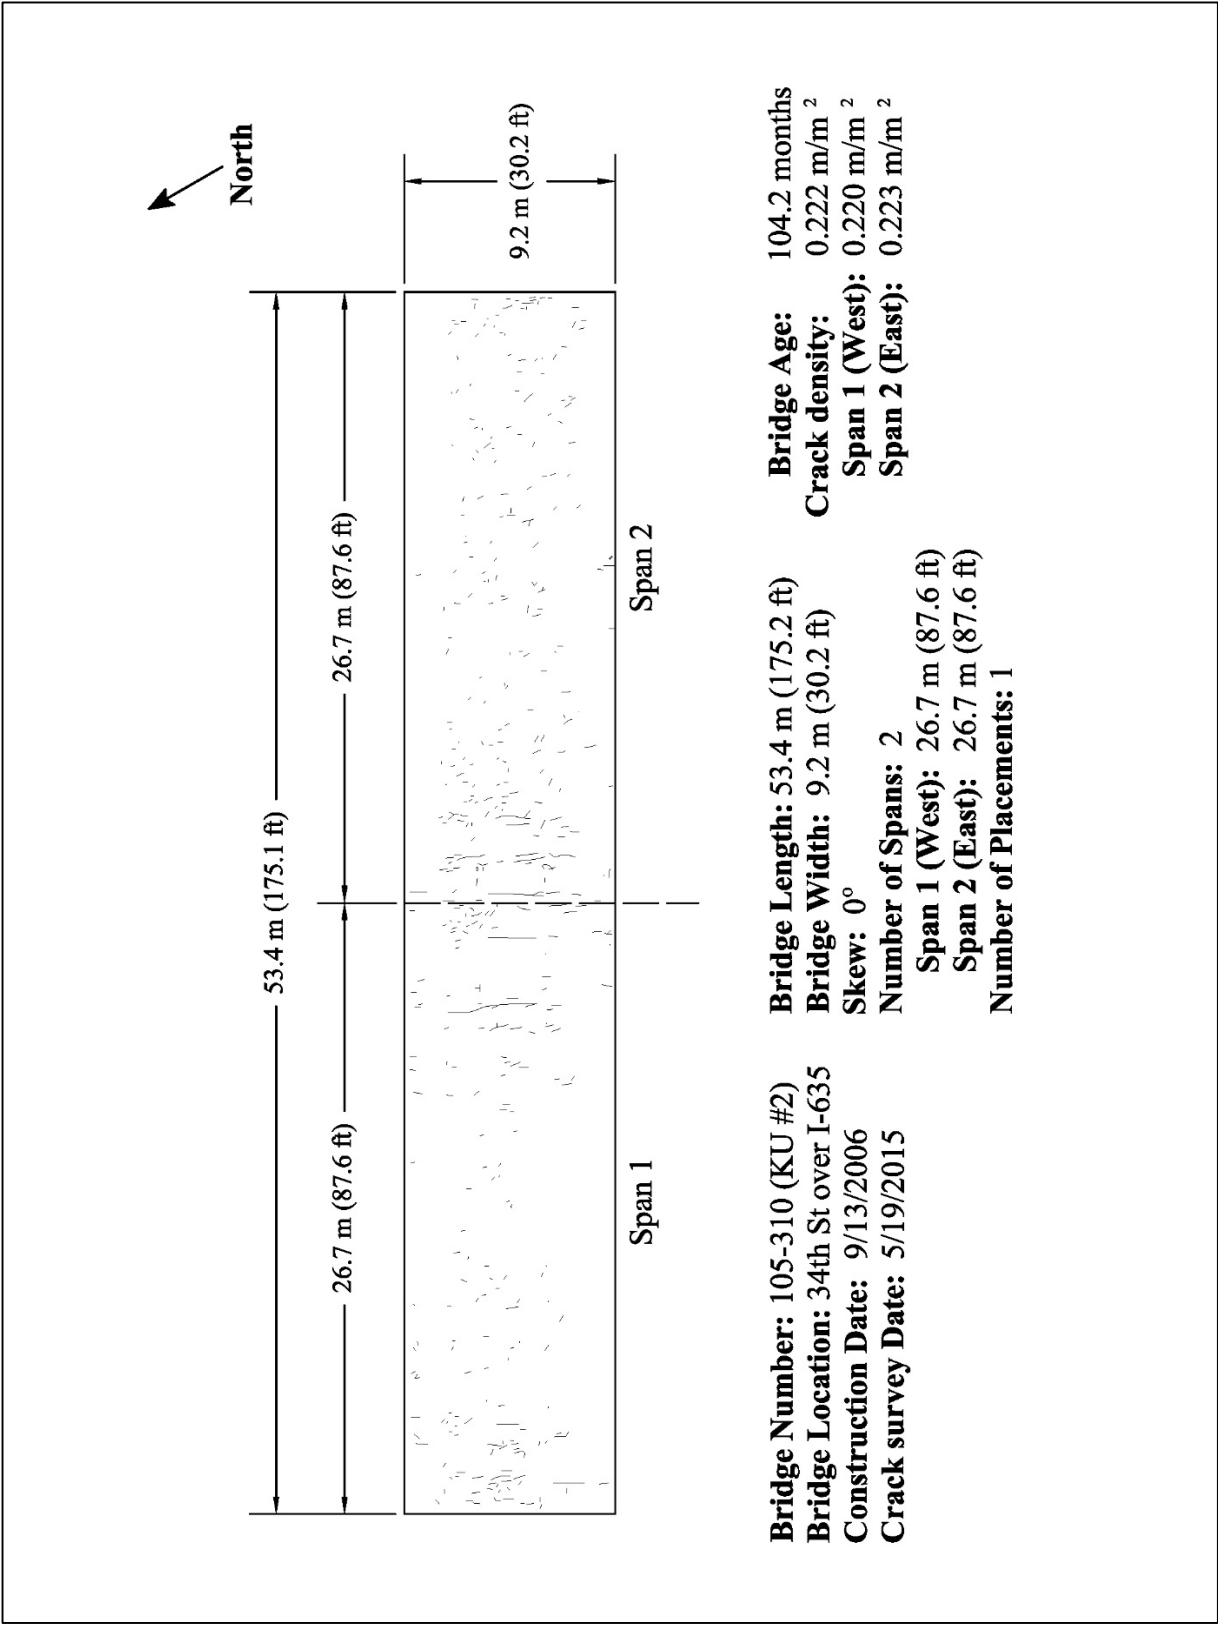 North
53.4 m (175.1 ft)
26.7 m (87.6 ft)
26.7 m (87.6 ft)
9.2 m (30.2 ft)
Span 1
Span 2
Bridge Number: 105-310 (KU #2)
Bridge Location: 34th St over I-635
Construction Date: 9/13/2006
Crack survey Date: 5/19/2015
Bridge Length: 53.4 m (175.2 ft)
Bridge Width: 9.2 m (30.2 ft)
Skew: 0°
Number of Spans: 2
Span 1 (West): 26.7 m (87.6 ft)
Span 2 (East): 26.7 m (87.6 ft)
Number of Placements: 1
Bridge Age: 104.2 months
Crack density: 0.222 m/m²
Span 1 (West): 0.220 m/m²
Span 2 (East): 0.223 m/m²